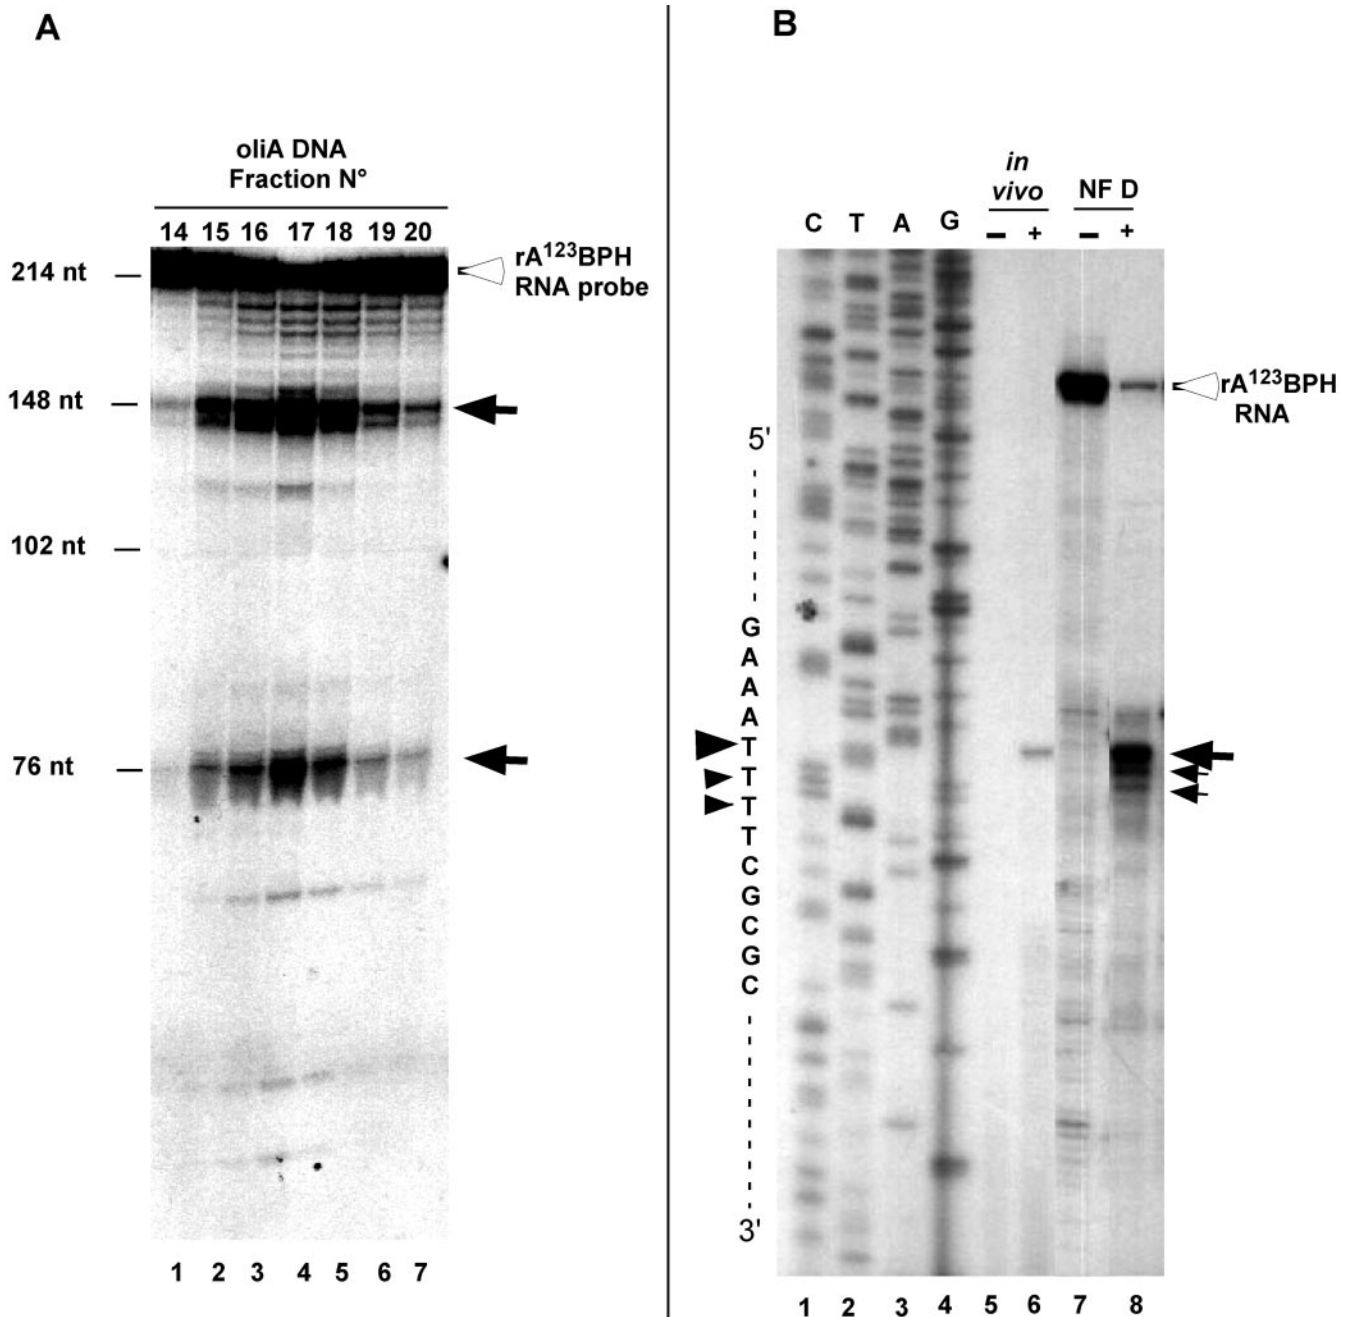 A
oliA DNA
Fraction N°
14 15 16 17 18 19 20
214 nt
rA¹²³BPH
RNA probe
148 nt
102 nt
76 nt
1 2 3 4 5 6 7
B
in
vivo
NF D
C T A G
− + − +
rA¹²³BPH
RNA
5'
G
A
A
A
T
T
T
T
C
G
C
G
C
3'
1 2 3 4 5 6 7 8